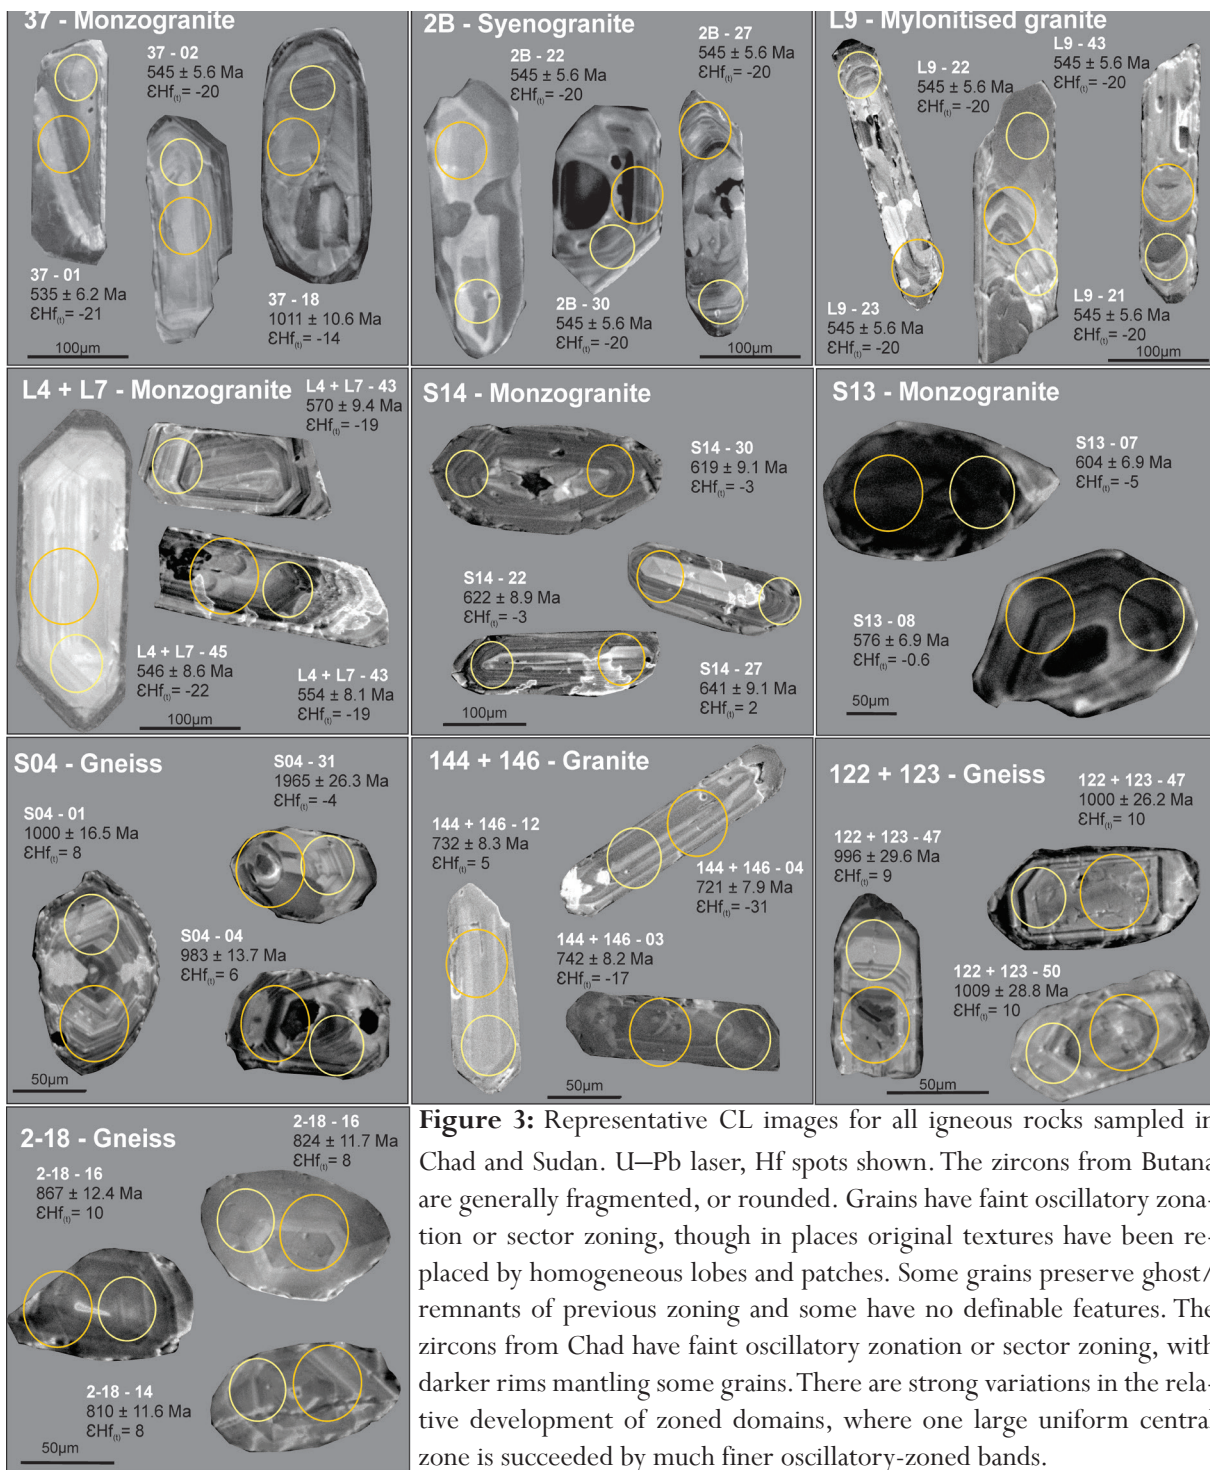 37 - Monzogranite
37 - 02
545 ± 5.6 Ma
ƐHf(t)= -20
37 - 01
535 ± 6.2 Ma
ƐHf(t)= -21
37 - 18
1011 ± 10.6 Ma
ƐHf(t)= -14
100µm
2B - Syenogranite
2B - 22
545 ± 5.6 Ma
ƐHf(t)= -20
2B - 27
545 ± 5.6 Ma
ƐHf(t)= -20
2B - 30
545 ± 5.6 Ma
ƐHf(t)= -20
100µm
L9 - Mylonitised granite
L9 - 22
545 ± 5.6 Ma
ƐHf(t)= -20
L9 - 43
545 ± 5.6 Ma
ƐHf(t)= -20
L9 - 23
545 ± 5.6 Ma
ƐHf(t)= -20
L9 - 21
545 ± 5.6 Ma
ƐHf(t)= -20
100µm
L4 + L7 - Monzogranite
L4 + L7 - 43
570 ± 9.4 Ma
ƐHf(t)= -19
L4 + L7 - 45
546 ± 8.6 Ma
ƐHf(t)= -22
L4 + L7 - 43
554 ± 8.1 Ma
ƐHf(t)= -19
100µm
S14 - Monzogranite
S14 - 30
619 ± 9.1 Ma
ƐHf(t)= -3
S14 - 22
622 ± 8.9 Ma
ƐHf(t)= -3
S14 - 27
641 ± 9.1 Ma
ƐHf(t)= 2
100µm
S13 - Monzogranite
S13 - 07
604 ± 6.9 Ma
ƐHf(t)= -5
S13 - 08
576 ± 6.9 Ma
ƐHf(t)= -0.6
50µm
S04 - Gneiss
S04 - 31
1965 ± 26.3 Ma
ƐHf(t)= -4
S04 - 01
1000 ± 16.5 Ma
ƐHf(t)= 8
S04 - 04
983 ± 13.7 Ma
ƐHf(t)= 6
50µm
144 + 146 - Granite
144 + 146 - 12
732 ± 8.3 Ma
ƐHf(t)= 5
144 + 146 - 04
721 ± 7.9 Ma
ƐHf(t)= -31
144 + 146 - 03
742 ± 8.2 Ma
ƐHf(t)= -17
50µm
122 + 123 - Gneiss
122 + 123 - 47
1000 ± 26.2 Ma
ƐHf(t)= 10
122 + 123 - 47
996 ± 29.6 Ma
ƐHf(t)= 9
122 + 123 - 50
1009 ± 28.8 Ma
ƐHf(t)= 10
50µm
2-18 - Gneiss
2-18 - 16
824 ± 11.7 Ma
ƐHf(t)= 8
2-18 - 16
867 ± 12.4 Ma
ƐHf(t)= 10
2-18 - 14
810 ± 11.6 Ma
ƐHf(t)= 8
50µm
Figure 3: Representative CL images for all igneous rocks sampled in
Chad and Sudan. U–Pb laser, Hf spots shown. The zircons from Butana
are generally fragmented, or rounded. Grains have faint oscillatory zona-
tion or sector zoning, though in places original textures have been re-
placed by homogeneous lobes and patches. Some grains preserve ghost/
remnants of previous zoning and some have no definable features. The
zircons from Chad have faint oscillatory zonation or sector zoning, with
darker rims mantling some grains. There are strong variations in the rela-
tive development of zoned domains, where one large uniform central
zone is succeeded by much finer oscillatory-zoned bands.